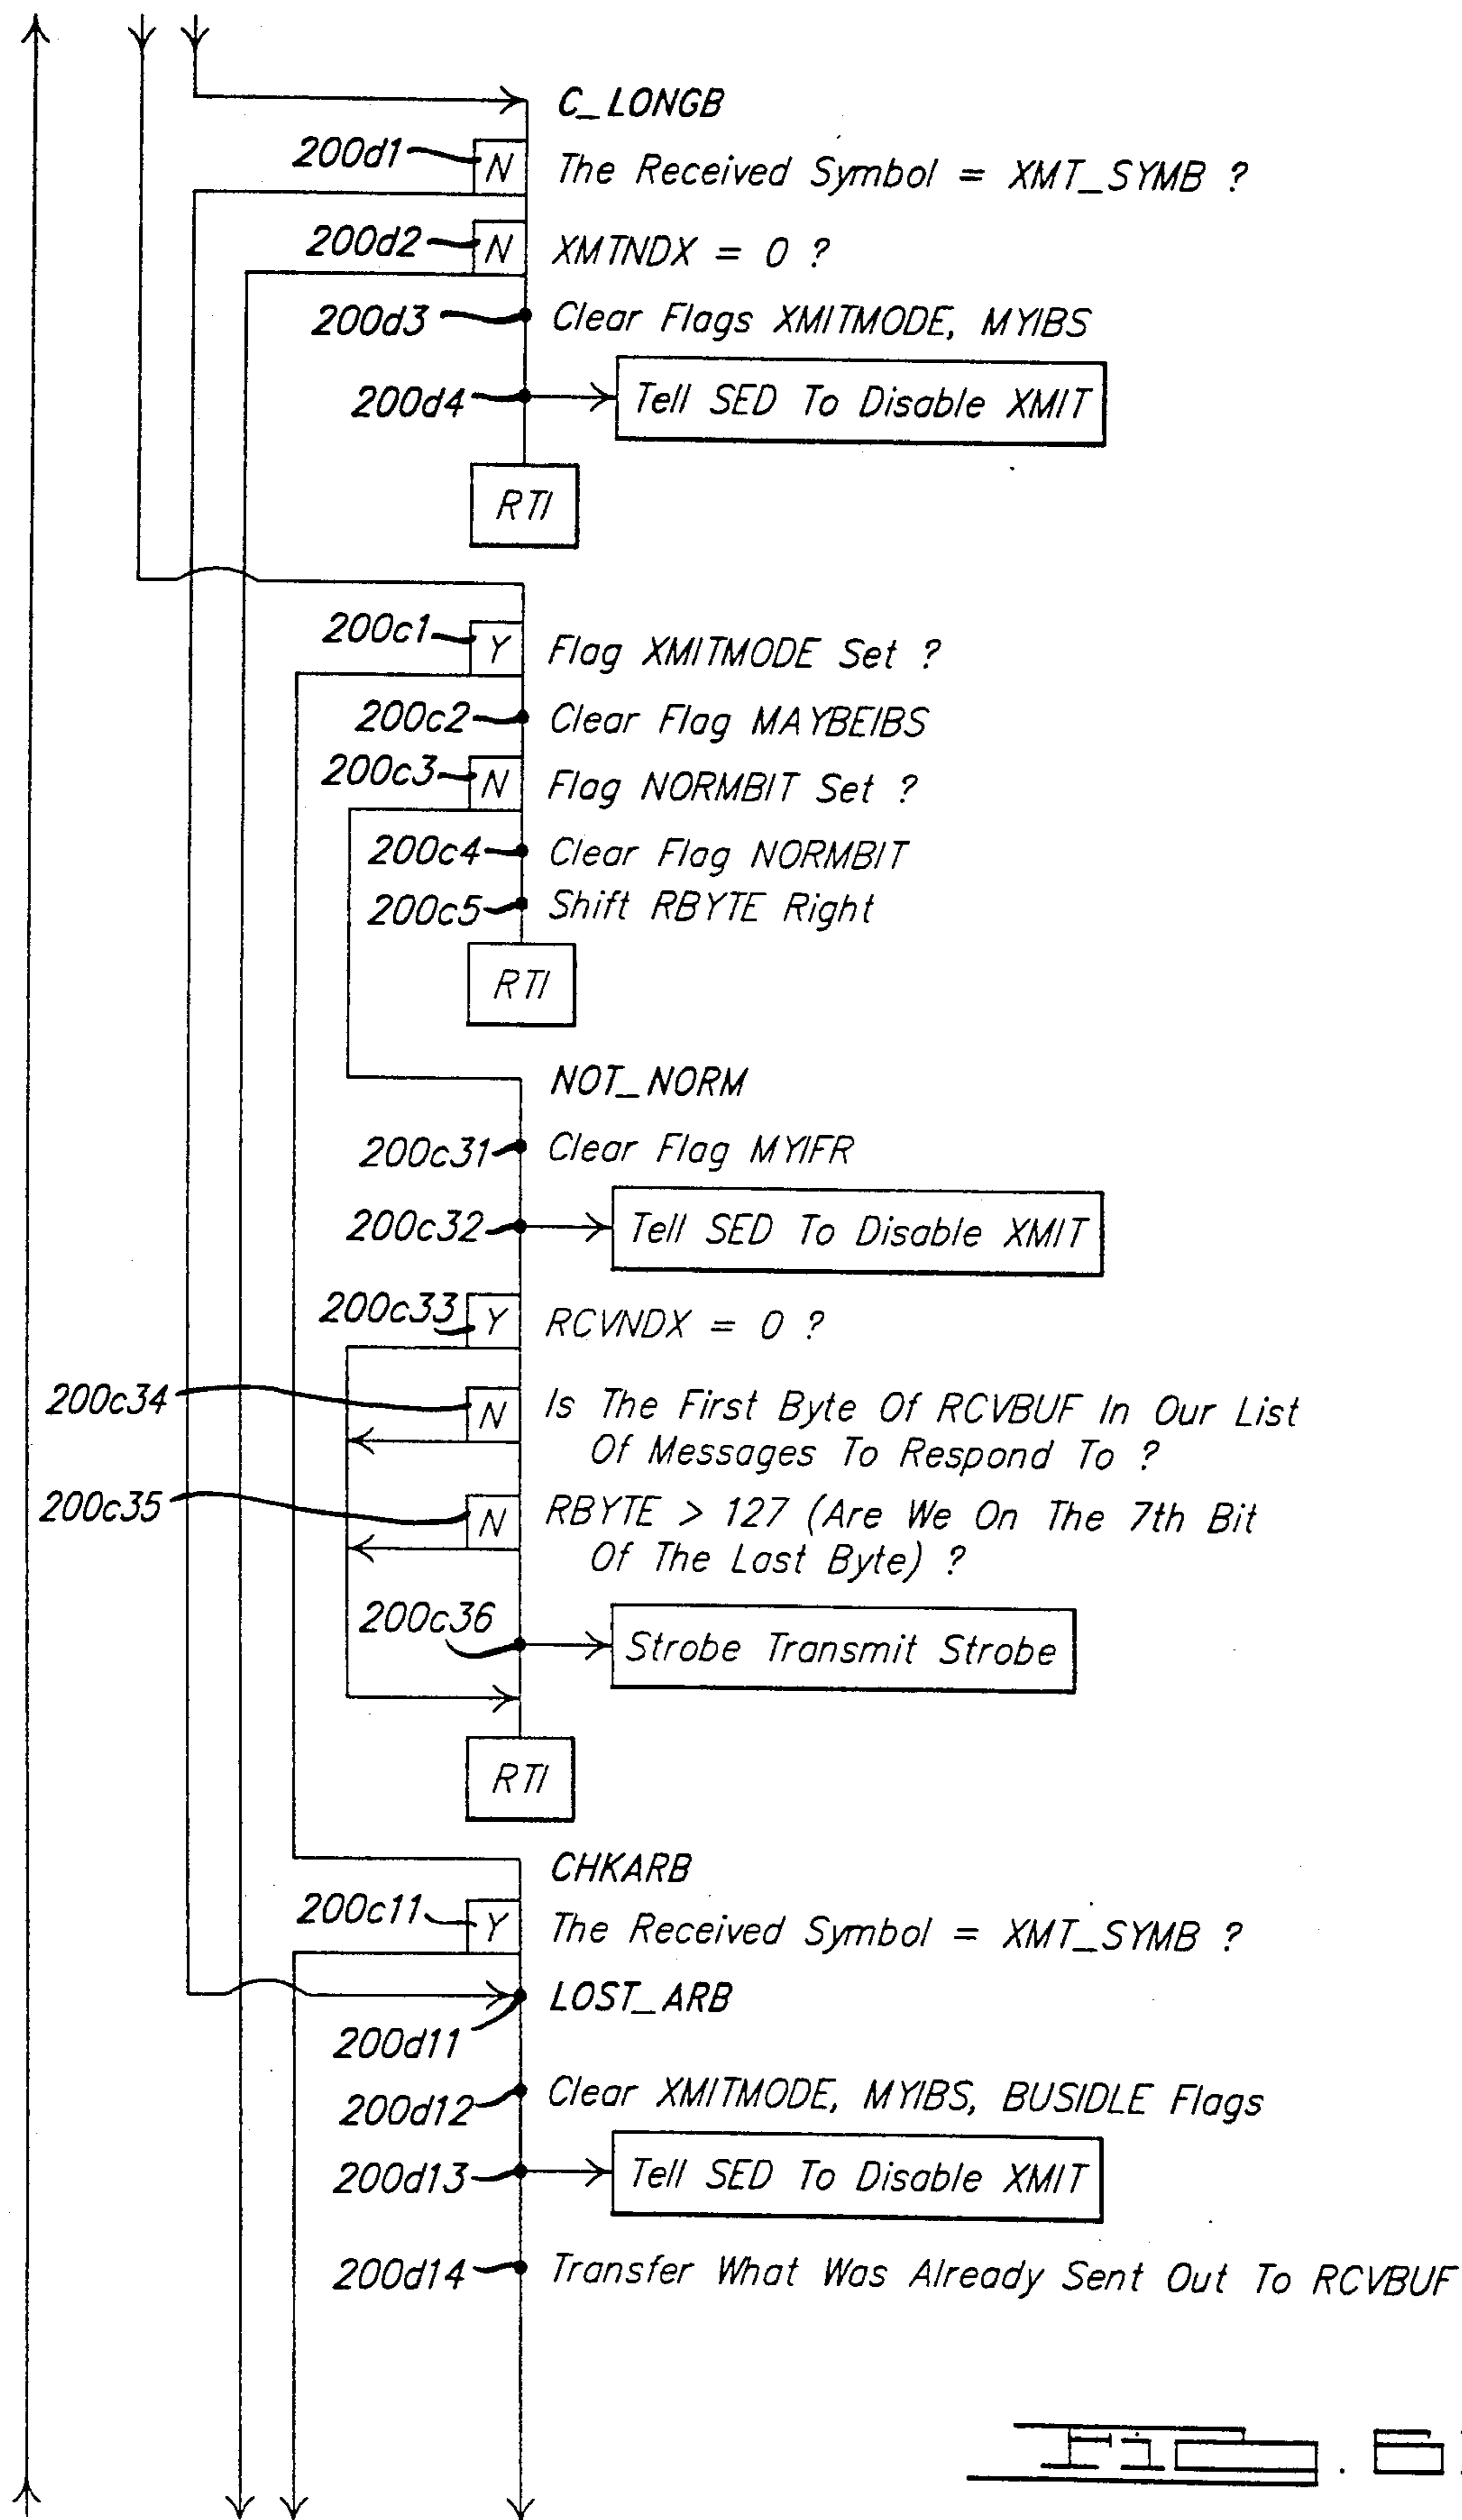 C_LONGB
200d1 N The Received Symbol = XMT_SYMB ?
200d2 N XMTNDX = 0 ?
200d3 Clear Flags XMITMODE, MYIBS
200d4 Tell SED To Disable XMIT
RTI
200c1 Y Flag XMITMODE Set ?
200c2 Clear Flag MAYBEIBS
200c3 N Flag NORMBIT Set ?
200c4 Clear Flag NORMBIT
200c5 Shift RBYTE Right
RTI
NOT_NORM
200c31 Clear Flag MYIFR
200c32 Tell SED To Disable XMIT
200c33 Y RCVNDX = 0 ?
200c34 N Is The First Byte Of RCVBUF In Our List
Of Messages To Respond To ?
200c35 N RBYTE > 127 (Are We On The 7th Bit
Of The Last Byte) ?
200c36 Strobe Transmit Strobe
RTI
CHKARB
200c11 Y The Received Symbol = XMT_SYMB ?
LOST_ARB
200d11
200d12 Clear XMITMODE, MYIBS, BUSIDLE Flags
200d13 Tell SED To Disable XMIT
200d14 Transfer What Was Already Sent Out To RCVBUF